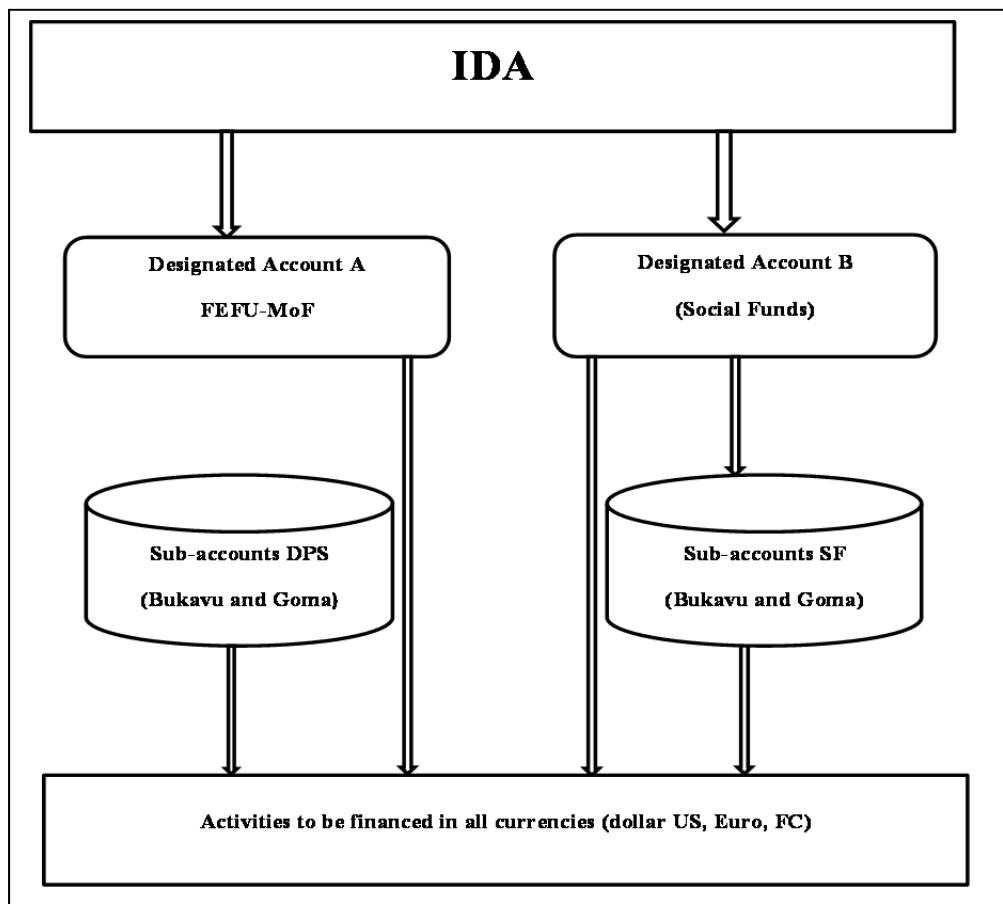 IDA
Designated Account A
FEFU-MoF
Designated Account B
(Social Funds)
Sub-accounts DPS
(Bukavu and Goma)
Sub-accounts SF
(Bukavu and Goma)
Activities to be financed in all currencies (dollar US, Euro, FC)